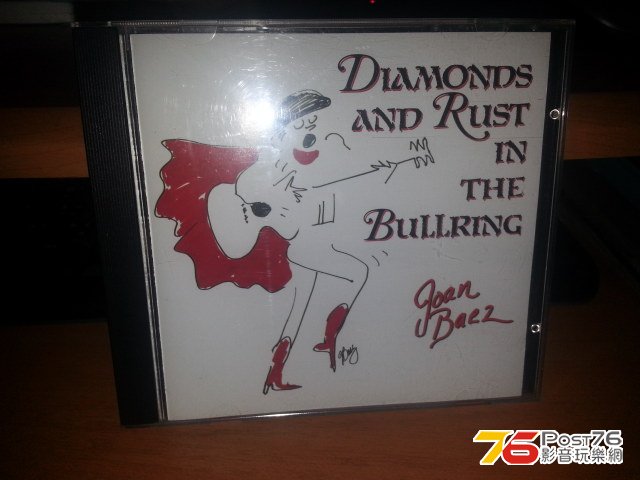 DIAMONDS
AND RUST
IN
THE
BULLRING
Joan
Baez
76 POST76
影音玩樂網